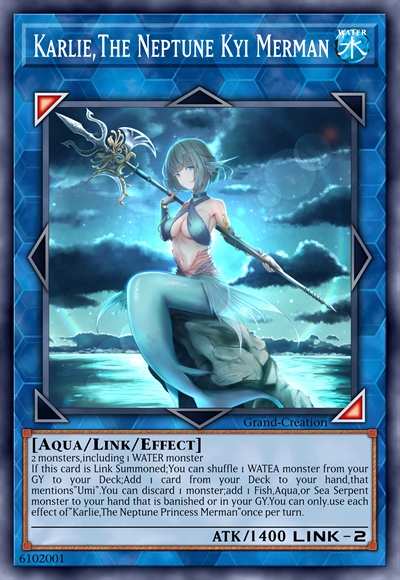 Karlie,The Neptune Kyi Merman
WATER
水
Grand-Creation
[Aqua/Link/Effect]
2 monsters,including 1 WATER monster
If this card is Link Summoned;You can shuffle 1 WATEA monster from your
GY to your Deck;Add 1 card from your Deck to your hand,that
mentions"Umi".You can discard 1 monster;add 1 Fish,Aqua,or Sea Serpent
monster to your hand that is banished or in your GY.You can only.use each
effect of"Karlie,The Neptune Princess Merman"once per turn.
ATK/1400 LINK-2
6102001